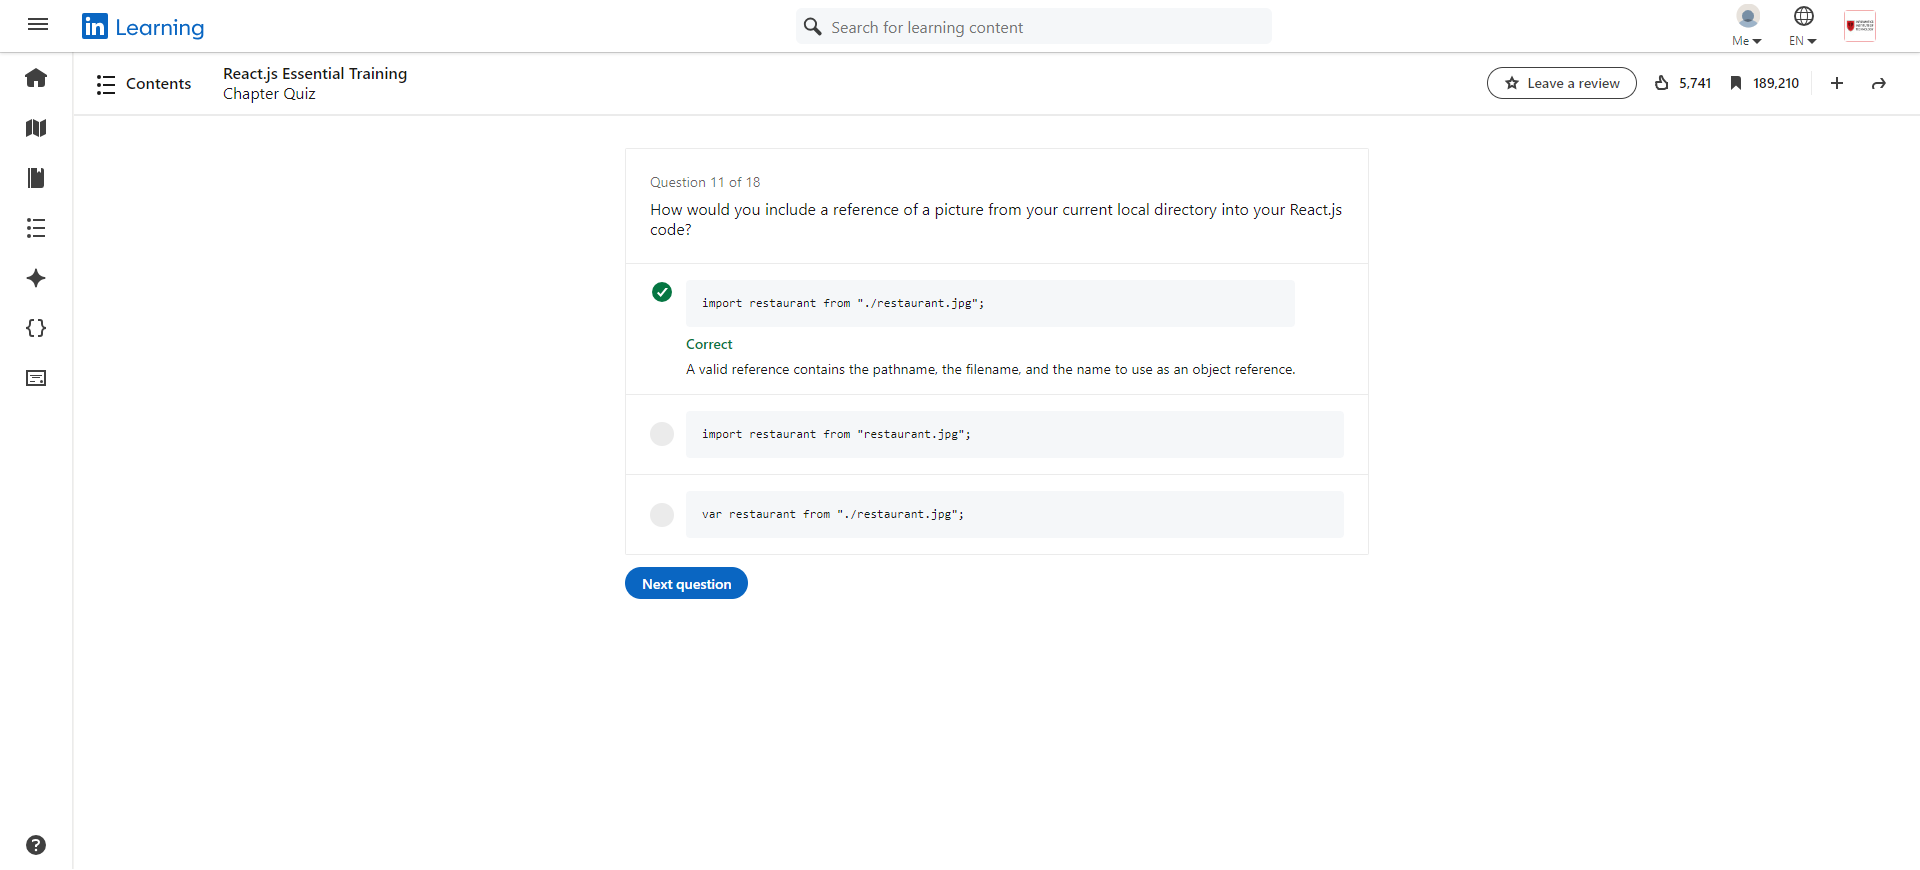 in Learning
Search for learning content
Me
EN
Contents
React.js Essential Training
Chapter Quiz
Leave a review
5,741
189,210
Question 11 of 18
How would you include a reference of a picture from your current local directory into your React.js
code?
import restaurant from "./restaurant.jpg";
Correct
A valid reference contains the pathname, the filename, and the name to use as an object reference.
import restaurant from "restaurant.jpg";
var restaurant from "./restaurant.jpg";
Next question
?